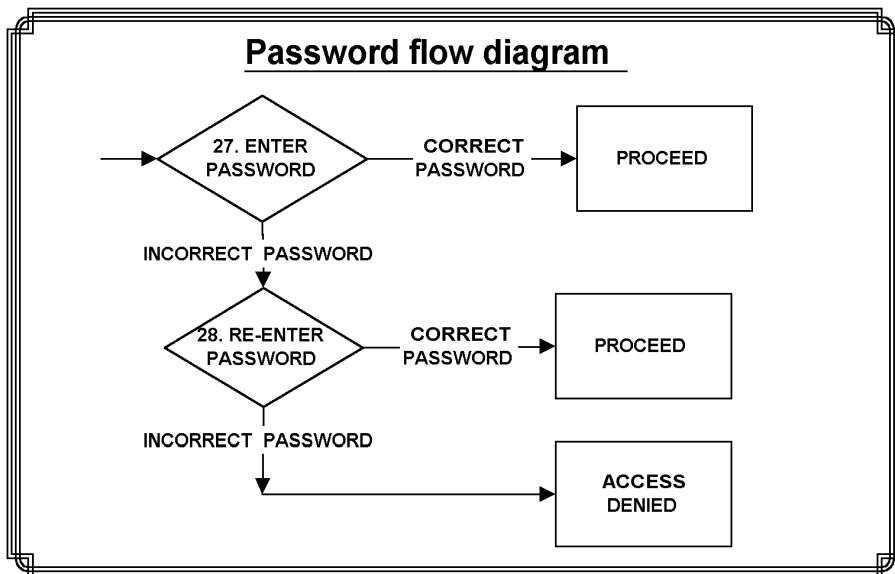 Password flow diagram
27. ENTER
PASSWORD
CORRECT
PASSWORD
PROCEED
INCORRECT PASSWORD
28. RE-ENTER
PASSWORD
CORRECT
PASSWORD
PROCEED
INCORRECT PASSWORD
ACCESS
DENIED